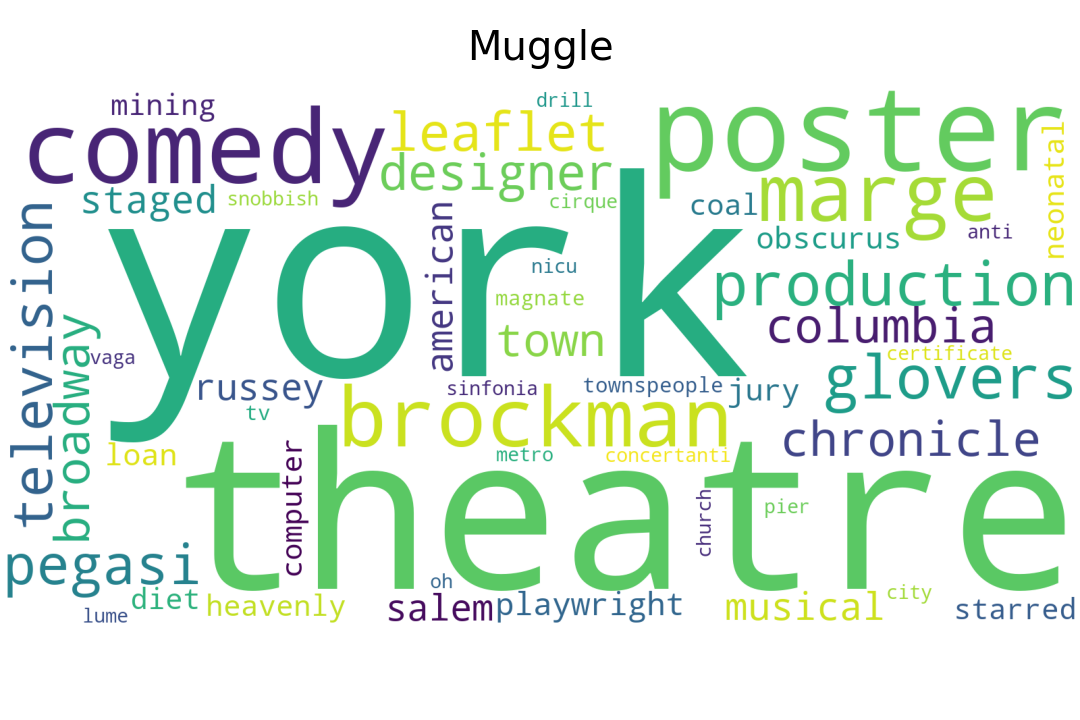 Muggle
mining
drill
comedy
leaflet
poster
designer
marge
neonatal
staged
snobbish
cirque
coal
obscurus
anti
york
television
american
nicu
magnate
production
town
columbia
broadway
vaga
certificate
russey
sinfonia
townspeople
jury
glovers
tv
brockman
chronicle
loan
metro
concertanti
computer
theatre
church
pier
pegasi
oh
diet
heavenly
salem
playwright
musical
city
starred
lume